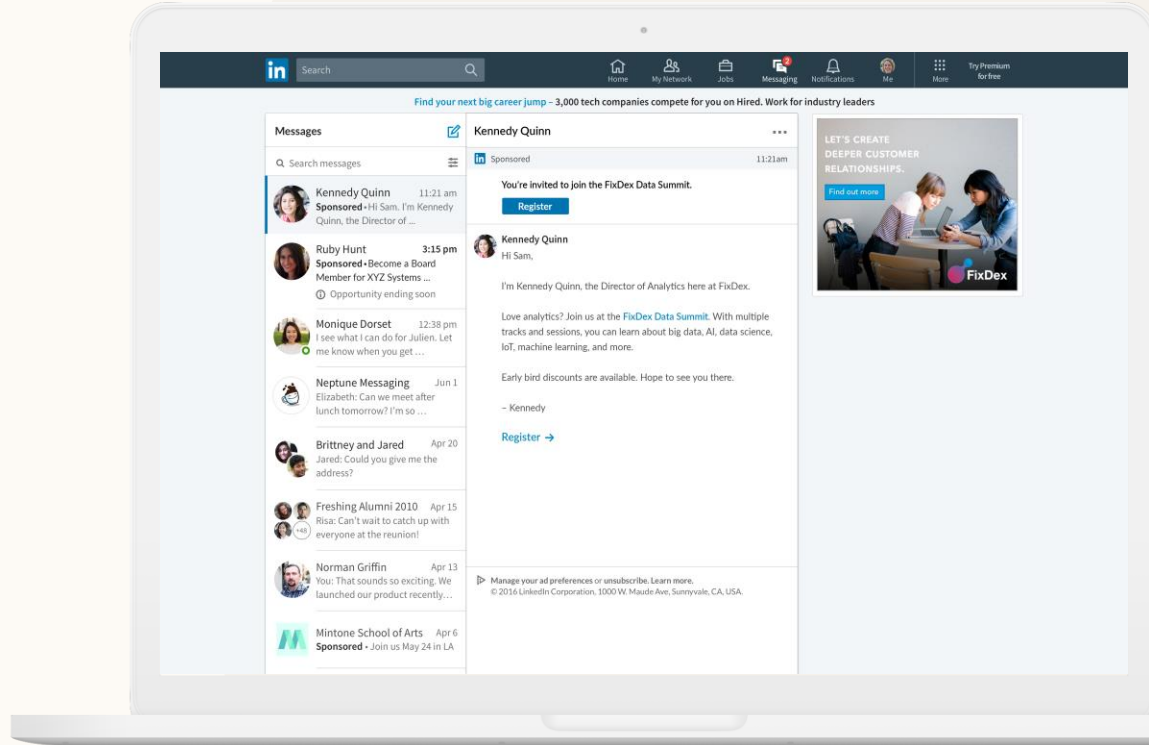 in
Search
Home
My Network
Jobs
2
Messaging
Notifications
Me
More
Try Premium
for free
Find your next big career jump – 3,000 tech companies compete for you on Hired. Work for industry leaders
Messages
Search messages
Kennedy Quinn 11:21 am
Sponsored • Hi Sam. I'm Kennedy
Quinn, the Director of ...
Ruby Hunt 3:15 pm
Sponsored • Become a Board
Member for XYZ Systems ...
Opportunity ending soon
Monique Dorset 12:38 pm
I see what I can do for Julien. Let
me know when you get ...
Neptune Messaging Jun 1
Elizabeth: Can we meet after
lunch tomorrow? I'm so ...
Brittney and Jared Apr 20
Jared: Could you give me the
address?
Freshing Alumni 2010 Apr 15
+48
Risa: Can't wait to catch up with
everyone at the reunion!
Norman Griffin Apr 13
You: That sounds so exciting. We
launched our product recently...
Mintone School of Arts Apr 6
Sponsored • Join us May 24 in LA
Kennedy Quinn
in Sponsored 11:21am
You're invited to join the FixDex Data Summit.
Register
Kennedy Quinn
Hi Sam,
I'm Kennedy Quinn, the Director of Analytics here at FixDex.
Love analytics? Join us at the FixDex Data Summit. With multiple
tracks and sessions, you can learn about big data, AI, data science,
IoT, machine learning, and more.
Early bird discounts are available. Hope to see you there.
– Kennedy
Register →
Manage your ad preferences or unsubscribe. Learn more.
© 2016 LinkedIn Corporation, 1000 W. Maude Ave, Sunnyvale, CA, USA.
LET'S CREATE
DEEPER CUSTOMER
RELATIONSHIPS.
Find out more
FixDex